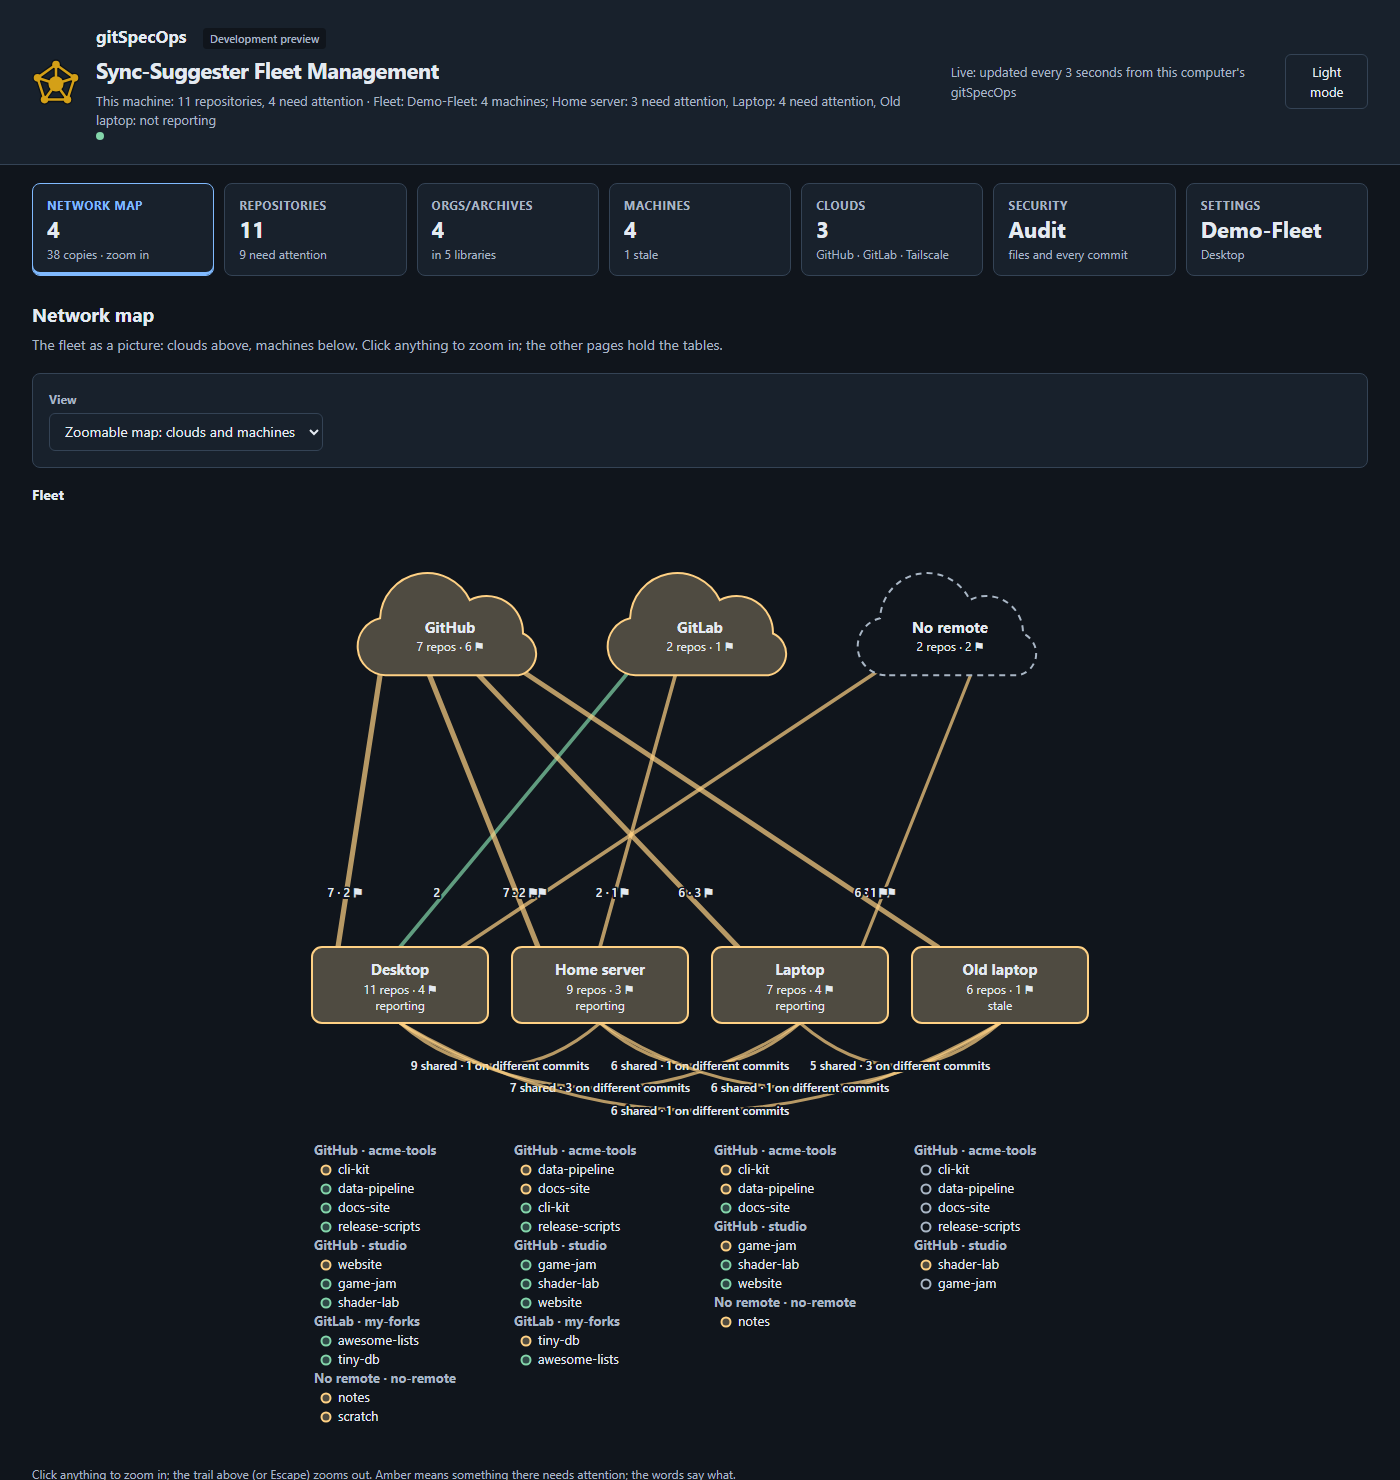 gitSpecOps
Development preview
Sync-Suggester Fleet Management
This machine: 11 repositories, 4 need attention · Fleet: Demo-Fleet: 4 machines; Home server: 3 need attention, Laptop: 4 need attention, Old
laptop: not reporting
Live: updated every 3 seconds from this computer's
gitSpecOps
Light
mode
NETWORK MAP
4
38 copies · zoom in
REPOSITORIES
11
9 need attention
ORGS/ARCHIVES
4
in 5 libraries
MACHINES
4
1 stale
CLOUDS
3
GitHub · GitLab · Tailscale
SECURITY
Audit
files and every commit
SETTINGS
Demo-Fleet
Desktop
Network map
The fleet as a picture: clouds above, machines below. Click anything to zoom in; the other pages hold the tables.
View
Zoomable map: clouds and machines
Fleet
GitHub
7 repos · 6 ⚑
GitLab
2 repos · 1 ⚑
No remote
2 repos · 2 ⚑
7 · 2 ⚑
2
2 · 1 ⚑
6 · 3 ⚑
Desktop
11 repos · 4 ⚑
reporting
Home server
9 repos · 3 ⚑
reporting
Laptop
7 repos · 4 ⚑
reporting
Old laptop
6 repos · 1 ⚑
stale
9 shared · 1 on different commits
6 shared · 1 on different commits
5 shared · 3 on different commits
7 shared · 3 on different commits
6 shared · 1 on different commits
6 shared · 1 on different commits
GitHub · acme-tools
cli-kit
data-pipeline
docs-site
release-scripts
GitHub · studio
website
game-jam
shader-lab
GitLab · my-forks
awesome-lists
tiny-db
No remote · no-remote
notes
scratch
GitHub · acme-tools
data-pipeline
docs-site
cli-kit
release-scripts
GitHub · studio
game-jam
shader-lab
website
GitLab · my-forks
tiny-db
awesome-lists
GitHub · acme-tools
cli-kit
data-pipeline
docs-site
GitHub · studio
game-jam
shader-lab
website
No remote · no-remote
notes
GitHub · acme-tools
cli-kit
data-pipeline
docs-site
release-scripts
GitHub · studio
shader-lab
game-jam
Click anything to zoom in; the trail above (or Escape) zooms out. Amber means something there needs attention; the words say what.